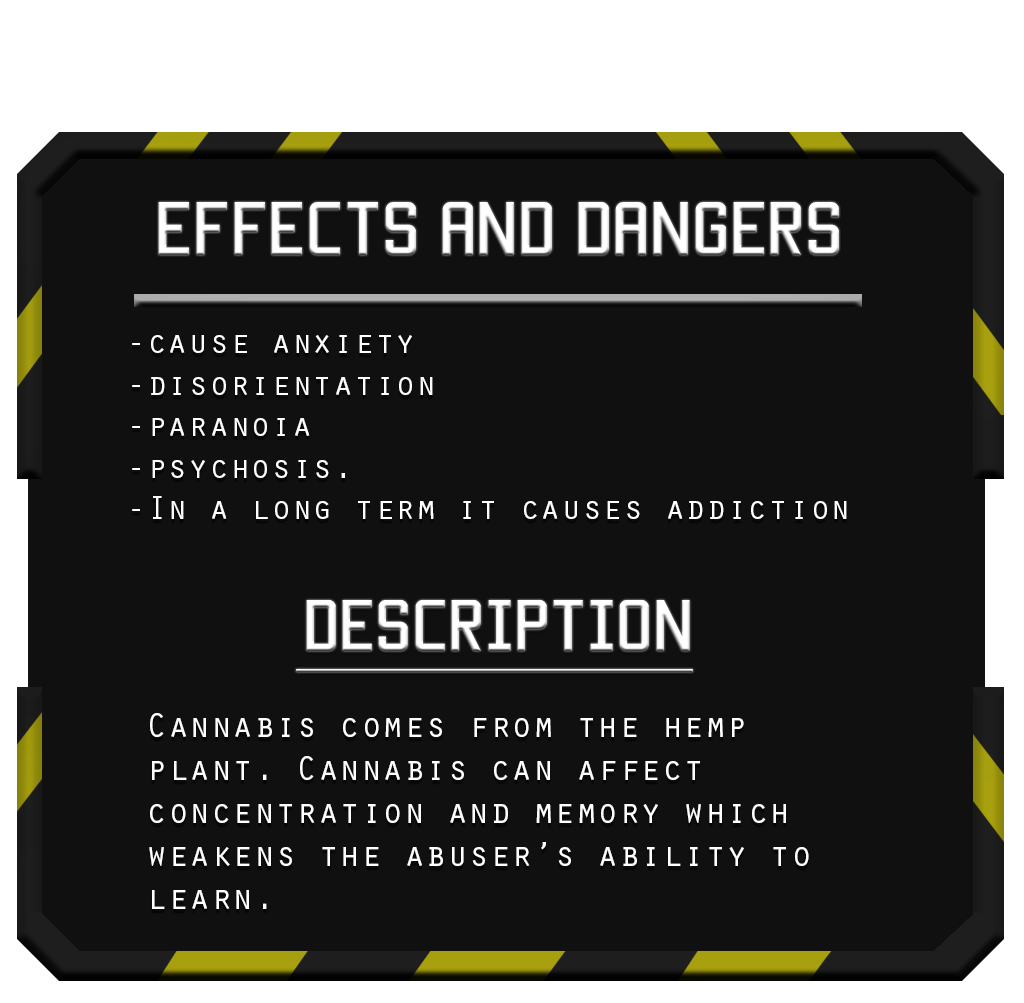 EFFECTS AND DANGERS
-CAUSE ANXIETY
-DISORIENTATION
-PARANOIA
-PSYCHOSIS.
-IN A LONG TERM IT CAUSES ADDICTION
DESCRIPTION
CANNABIS COMES FROM THE HEMP
PLANT. CANNABIS CAN AFFECT
CONCENTRATION AND MEMORY WHICH
WEAKENS THE ABUSER'S ABILITY TO
LEARN.